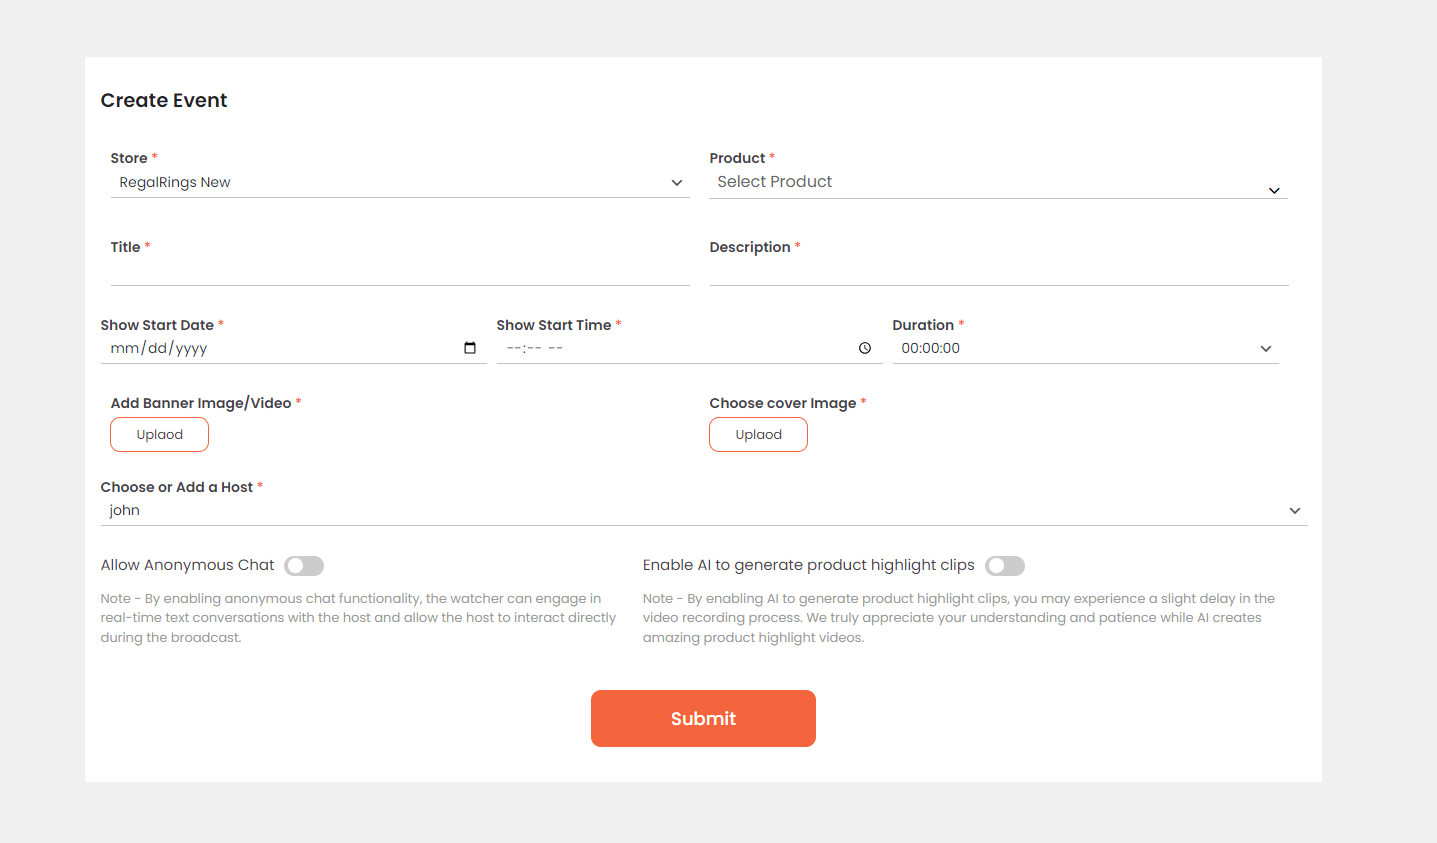 Create Event
Store *
Product *
RegalRings New
Select Product
Title *
Description *
Show Start Date *
Show Start Time *
Duration *
mm/dd/yyyy
--:-- --
00:00:00
Add Banner Image/Video *
Choose cover Image *
Uplaod
Uplaod
Choose or Add a Host *
john
Allow Anonymous Chat
Note - By enabling anonymous chat functionality, the watcher can engage in
real-time text conversations with the host and allow the host to interact directly
during the broadcast.
Enable AI to generate product highlight clips
Note - By enabling AI to generate product highlight clips, you may experience a slight delay in the
video recording process. We truly appreciate your understanding and patience while AI creates
amazing product highlight videos.
Submit